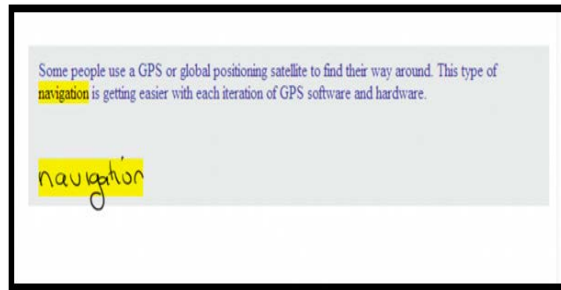 Some people use a GPS or global positioning satellite to find their way around. This type of
navigation is getting easier with each iteration of GPS software and hardware.
navigation